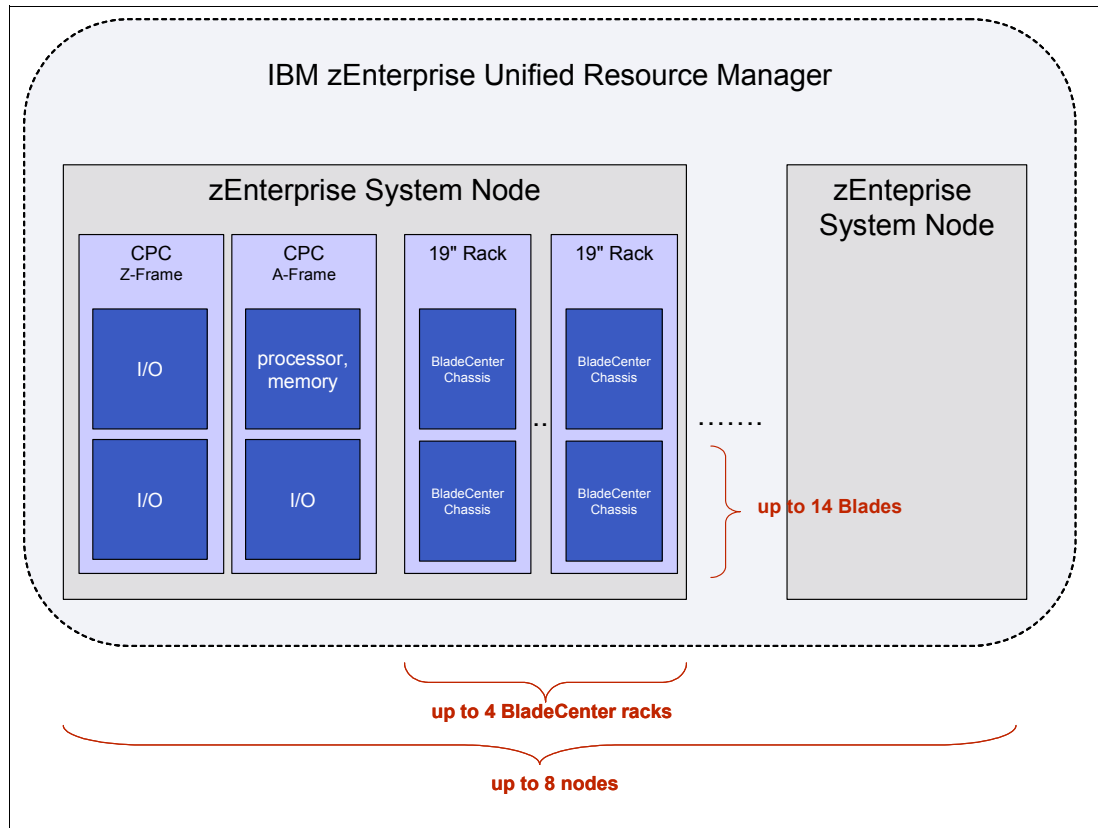 IBM zEnterprise Unified Resource Manager
zEnterprise System Node
CPC
Z-Frame
I/O
I/O
CPC
A-Frame
processor,
memory
I/O
19" Rack
BladeCenter
Chassis
BladeCenter
Chassis
..
19" Rack
BladeCenter
Chassis
BladeCenter
Chassis
.......
up to 14 Blades
zEnteprise
System Node
up to 4 BladeCenter racks
up to 8 nodes